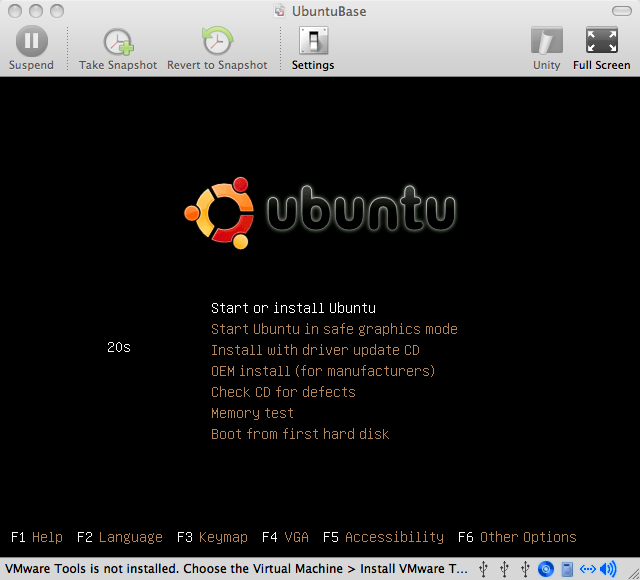 UbuntuBase
Suspend Take Snapshot Revert to Snapshot Settings Unity Full Screen
ubuntu
Start or install Ubuntu
Start Ubuntu in safe graphics mode
20s
Install with driver update CD
OEM install (for manufacturers)
Check CD for defects
Memory test
Boot from first hard disk
F1 Help F2 Language F3 Keymap F4 VGA F5 Accessibility F6 Other Options
VMware Tools is not installed. Choose the Virtual Machine > Install VMware T...